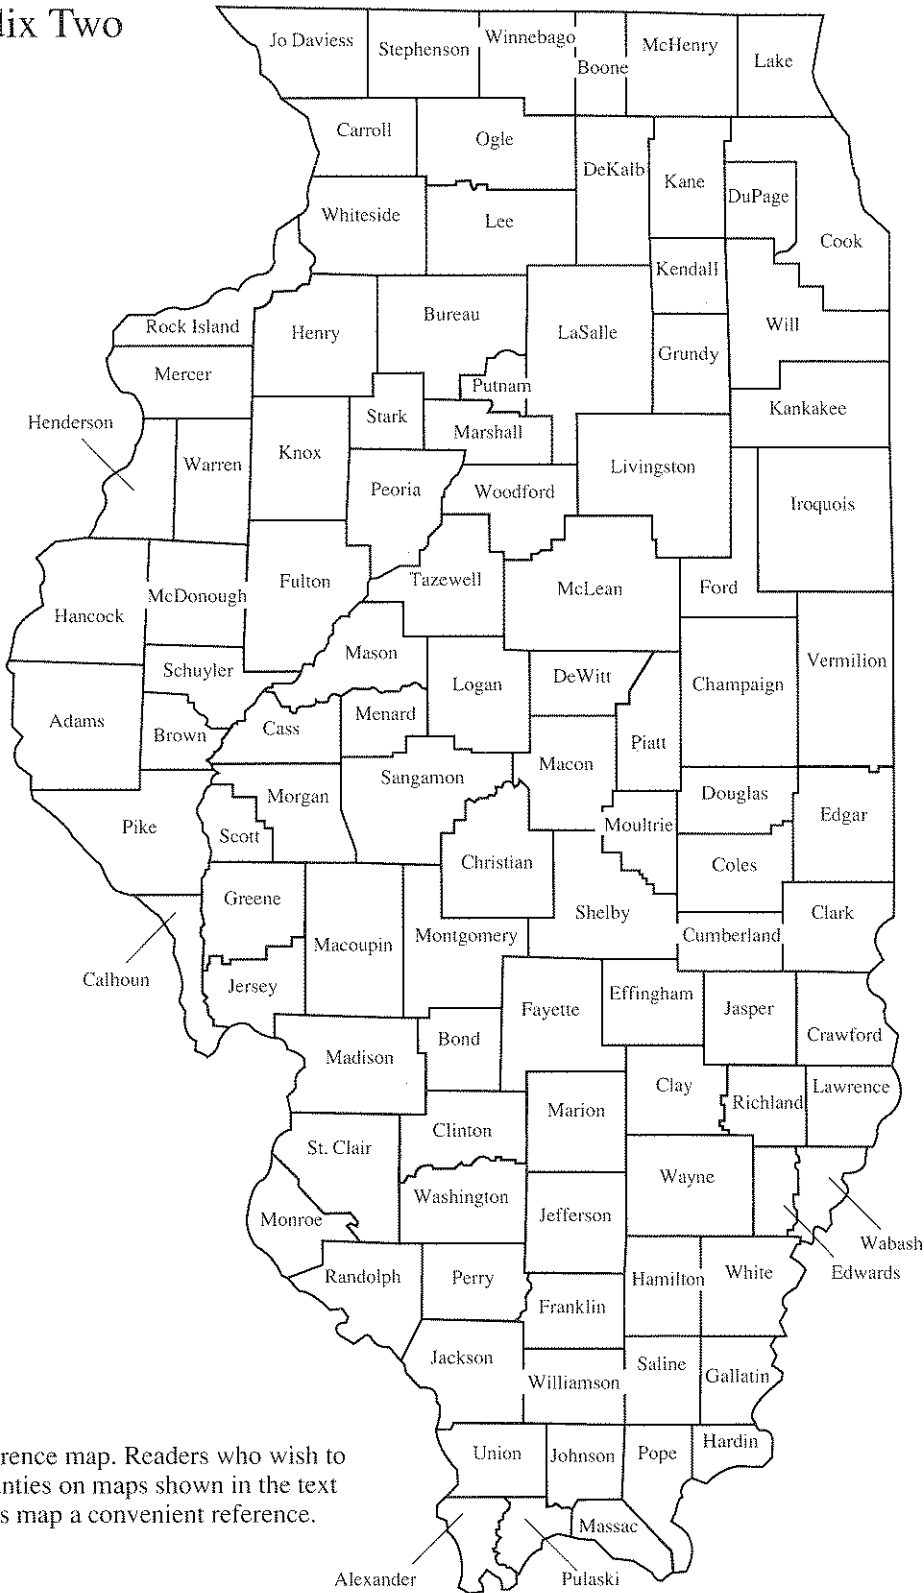 lix Two
Jo Daviess
Stephenson
Winnebago
Boone
McHenry
Lake
Carroll
Ogle
DeKalb
Kane
DuPage
Cook
Whiteside
Lee
Kendall
Rock Island
Henry
Bureau
LaSalle
Will
Mercer
Putnam
Grundy
Kankakee
Henderson
Warren
Knox
Stark
Marshall
Peoria
Woodford
Livingston
Iroquois
Hancock
McDonough
Fulton
Tazewell
McLean
Ford
Schuyler
Mason
Logan
DeWitt
Champaign
Vermilion
Adams
Brown
Cass
Menard
Piatt
Pike
Scott
Morgan
Sangamon
Macon
Moultrie
Douglas
Edgar
Christian
Coles
Greene
Macoupin
Montgomery
Shelby
Cumberland
Clark
Calhoun
Jersey
Fayette
Effingham
Jasper
Crawford
Madison
Bond
Clay
Richland
Lawrence
Marion
Clinton
St. Clair
Washington
Wayne
Jefferson
Monroe
Wabash
Edwards
Randolph
Perry
Hamilton
White
Franklin
Jackson
Williamson
Saline
Gallatin
Union
Johnson
Pope
Hardin
Massac
Alexander
Pulaski
rence map. Readers who wish to
nties on maps shown in the text
s map a convenient reference.